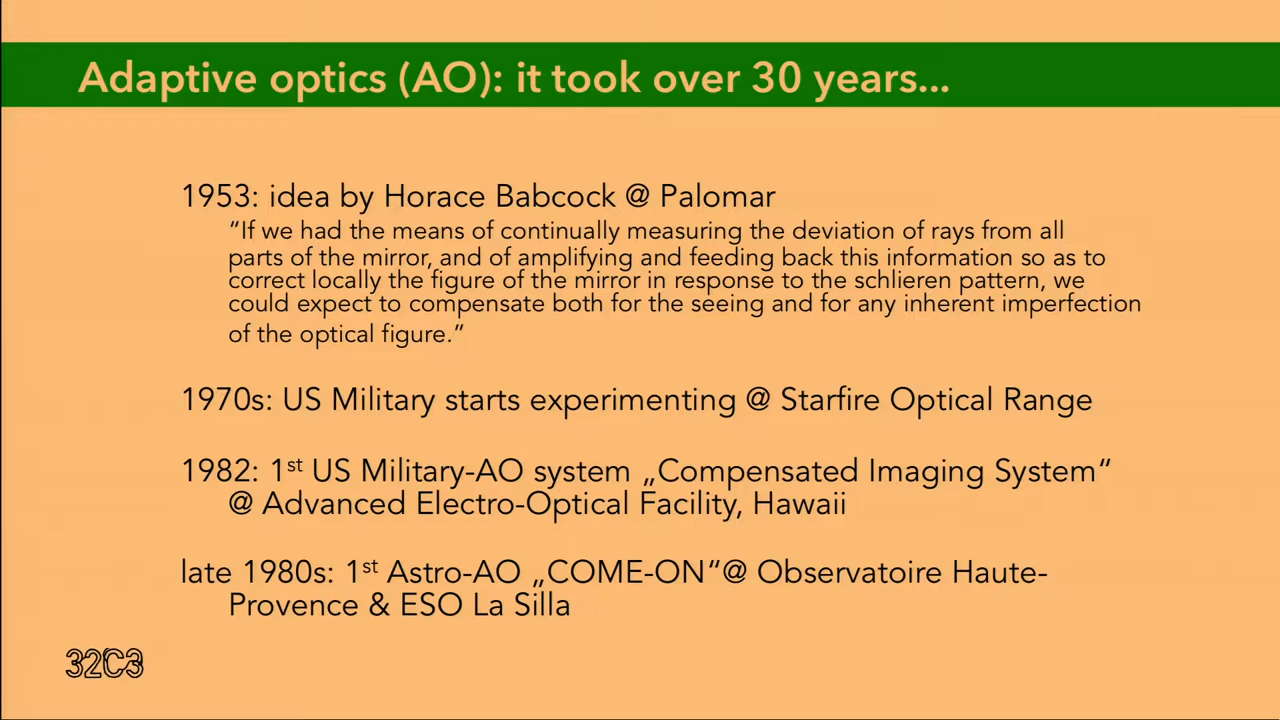 Adaptive optics (AO): it took over 30 years...
1953: idea by Horace Babcock @ Palomar
“If we had the means of continually measuring the deviation of rays from all
parts of the mirror, and of amplifying and feeding back this information so as to
correct locally the figure of the mirror in response to the schlieren pattern, we
could expect to compensate both for the seeing and for any inherent imperfection
of the optical figure.”
1970s: US Military starts experimenting @ Starfire Optical Range
1982: 1st US Military-AO system „Compensated Imaging System“
@ Advanced Electro-Optical Facility, Hawaii
late 1980s: 1st Astro-AO „COME-ON“@ Observatoire Haute-
Provence & ESO La Silla
32C3